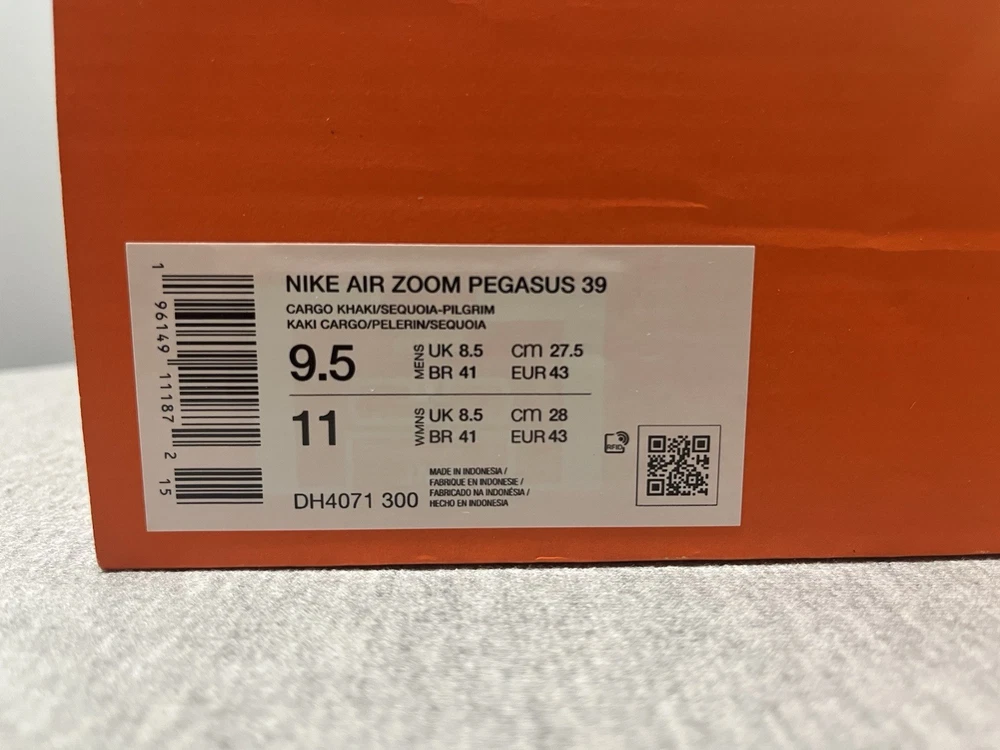 1 96149 11187 2 15
NIKE AIR ZOOM PEGASUS 39
CARGO KHAKI/SEQUOIA-PILGRIM
KAKI CARGO/PELERIN/SEQUOIA
9.5 MENS UK 8.5 cm 27.5
BR 41 EUR 43
11 WMNS UK 8.5 cm 28
BR 41 EUR 43
RFID
MADE IN INDONESIA /
FABRIQUE EN INDONESIE /
FABRICADO NA INDONÉSIA /
DH4071 300 HECHO EN INDONESIA